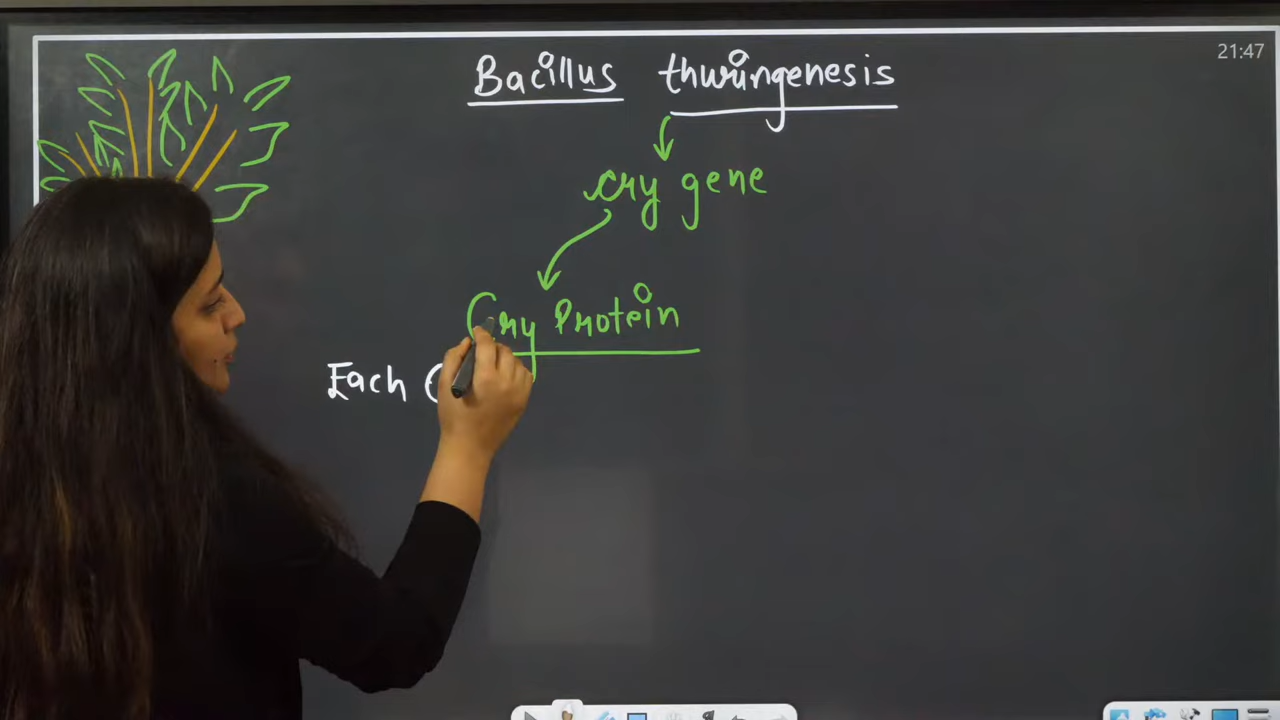 21:47
Bacillus thuringenesis
cry gene
Cry Protein
Each